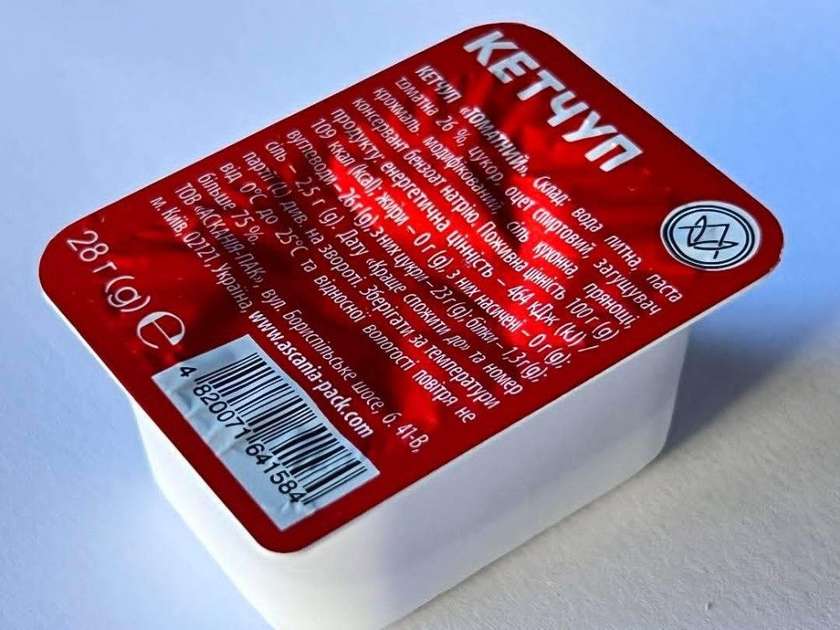 КЕТЧУП
КЕТЧУП «ТОМАТНИЙ». Склад: вода питна, паста
томатна 26 %, цукор, оцет спиртовий, загущувач
крохмаль модифікований, сіль кухонна, прянощі,
консервант бензоат натрію. Поживна цінність 100 г (g)
продукту: енергетична цінність – 464 кДж (kJ) /
109 ккал (kcal); жири – 0 г (g), з них насичені – 0 г (g);
вуглеводи – 26 г (g), з них цукри – 23 г (g); білки – 1,3 г (g);
сіль – 2,5 г (g). Дату «Краще спожити до» та номер
партії (L) див. на звороті. Зберігати за температури
від 0°С до 25°С та відносної вологості повітря не
більше 75 %.
ТОВ «АСКАНІЯ-ПАК», вул. Бориспільське шосе, б. 41-В,
м. Київ, 02121, Україна, www.ascania-pack.com
28 г (g) ℮
4 820071 641584